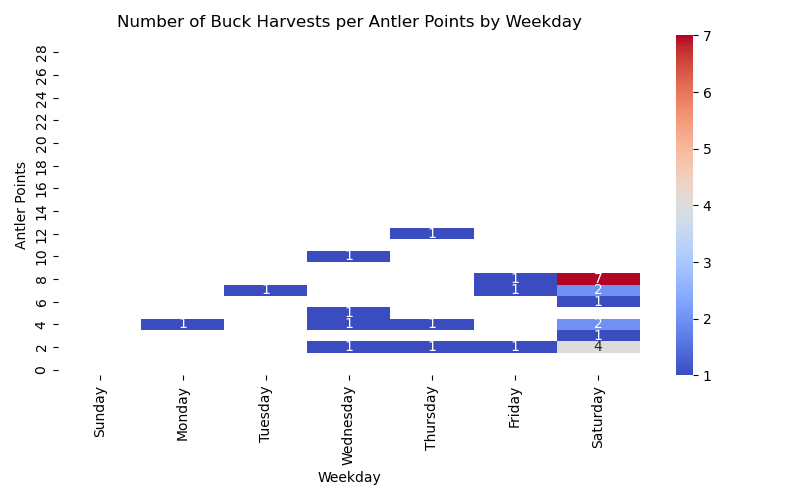 Number of Buck Harvests per Antler Points by Weekday
Antler Points
28
26
24
22
20
18
16
14
12
10
8
6
4
2
0
1
1
1 7
1 1 2
1
1
1 1 1 2
1
1 1 1 4
Sunday
Monday
Tuesday
Wednesday
Thursday
Friday
Saturday
Weekday
7
6
5
4
3
2
1